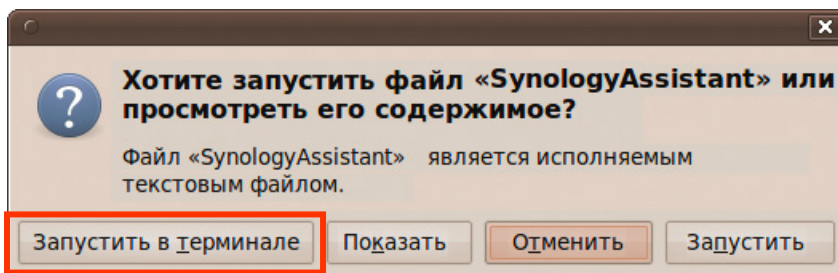 Хотите запустить файл «SynologyAssistant» или
просмотреть его содержимое?
Файл «SynologyAssistant» является исполняемым
текстовым файлом.
Запустить в терминале Показать Отменить Запустить